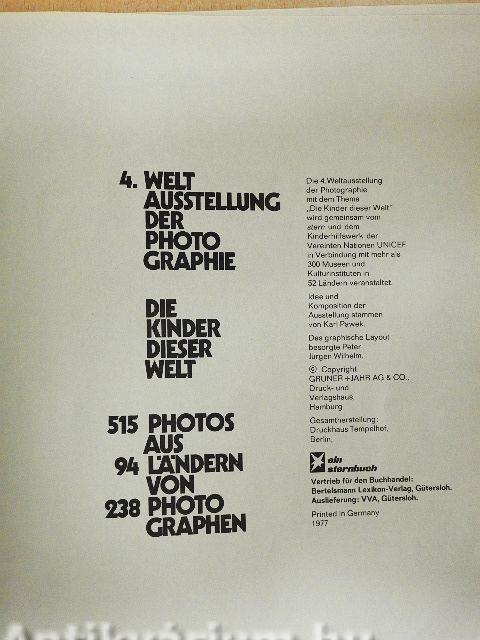 4. WELT
AUSSTELLUNG
DER
PHOTO
GRAPHIE
DIE
KINDER
DIESER
WELT
515 PHOTOS
AUS
94 LÄNDERN
VON
238 PHOTO
GRAPHEN
Die 4. Weltausstellung
der Photographie
mit dem Thema
„Die Kinder dieser Welt"
wird gemeinsam vom
stern und dem
Kinderhilfswerk der
Vereinten Nationen UNICEF
in Verbindung mit mehr als
300 Museen und
Kulturinstituten in
52 Ländern veranstaltet.
Idee und
Komposition der
Ausstellung stammen
von Karl Pawek.
Das graphische Layout
besorgte Peter
Jürgen Wilhelm.
© Copyright
GRUNER + JAHR AG & CO.,
Druck- und
Verlagshaus,
Hamburg
Gesamtherstellung:
Druckhaus Tempelhof,
Berlin,
ein
sternbuch
Vertrieb für den Buchhandel:
Bertelsmann Lexikon-Verlag, Gütersloh.
Auslieferung: VVA, Gütersloh.
Printed in Germany
1977
Antikvárium.hu